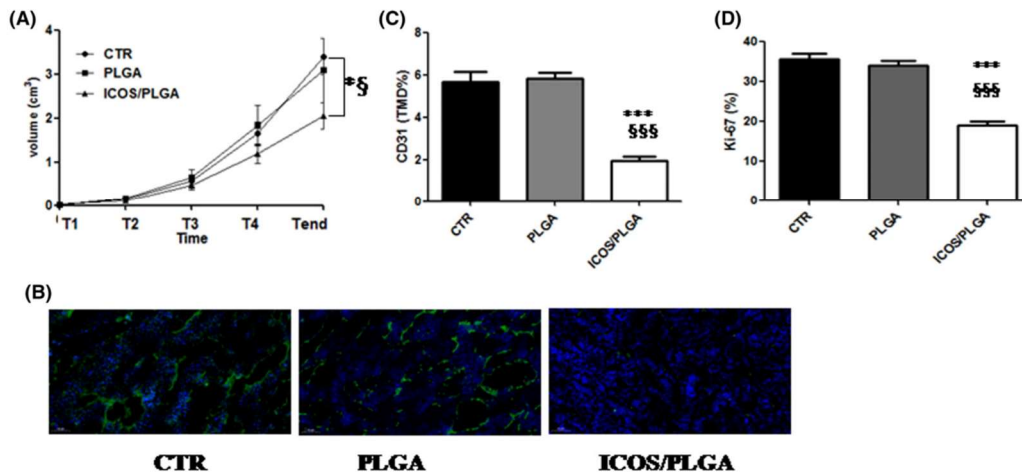 (A)
volume (cm³)
4
3
2
1
0
CTR
PLGA
ICOS/PLGA
*§
T1 T2 T3 T4 Tend
Time
(C)
CD31 (TMD%)
8
6
4
2
0
***
§§§
CTR PLGA ICOS/PLGA
(D)
Ki-67 (%)
40
30
20
10
0
***
§§§
CTR PLGA ICOS/PLGA
(B)
CTR PLGA ICOS/PLGA